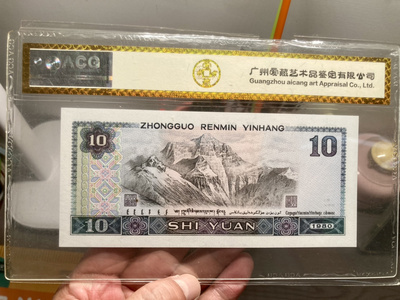 ACG
广州爱藏艺术品鉴定有限公司
Guangzhou aicang art Appraisal Co., Ltd.
ZHONGGUO RENMIN YINHANG
10
10
10
SHI YUAN
1980